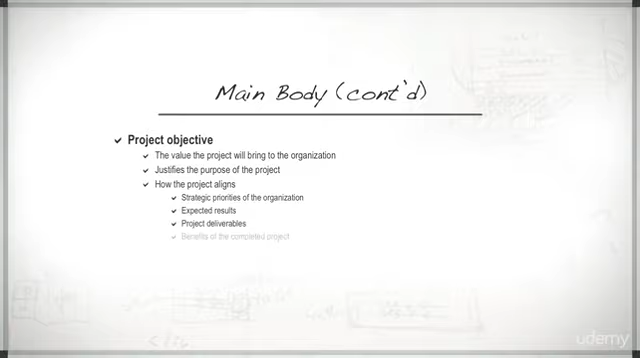 Main Body (cont'd)
Project objective
The value the project will bring to the organization
Justifies the purpose of the project
How the project aligns
Strategic priorities of the organization
Expected results
Project deliverables
Benefits of the completed project
udemy